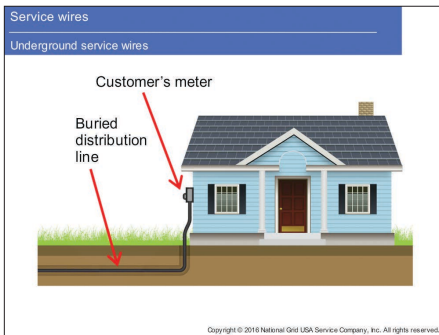 Service wires
Underground service wires
Customer's meter
Buried
distribution
line
Copyright © 2016 National Grid USA Service Company, Inc. All rights reserved.